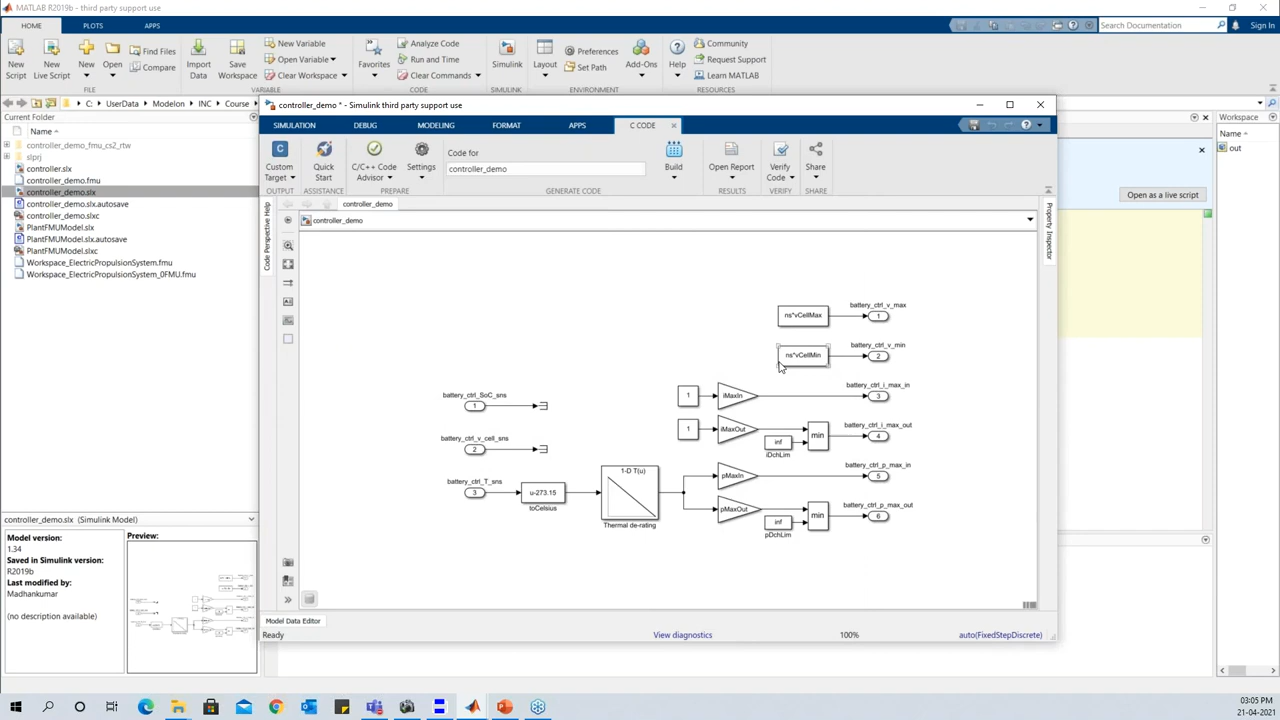 MATLAB R2019b - third party support use
HOME PLOTS APPS
Search Documentation
Sign In
New Script
New Live Script
New
Open
Find Files
Compare
Import Data
Save Workspace
New Variable
Open Variable
Clear Workspace
Favorites
Analyze Code
Run and Time
Clear Commands
Simulink
Layout
Preferences
Set Path
Add-Ons
Help
Community
Request Support
Learn MATLAB
FILE VARIABLE CODE SIMULINK ENVIRONMENT RESOURCES
C: UserData Modelon INC Course
Current Folder
Name
controller_demo_fmu_cs2_rtw
slprj
controller.slx
controller_demo.fmu
controller_demo.slx
controller_demo.slx.autosave
controller_demo.slxc
PlantFMUModel.slx
PlantFMUModel.slx.autosave
PlantFMUModel.slxc
Workspace_ElectricPropulsionSystem.fmu
Workspace_ElectricPropulsionSystem_0FMU.fmu
controller_demo.slx (Simulink Model)
Model version:
1.34
Saved in Simulink version:
R2019b
Last modified by:
Madhankumar
(no description available)
Preview:
controller_demo * - Simulink third party support use
SIMULATION DEBUG MODELING FORMAT APPS C CODE
Custom Target
Quick Start
C/C++ Code Advisor
Settings
Code for
controller_demo
Build
Open Report
Verify Code
Share
OUTPUT ASSISTANCE PREPARE GENERATE CODE RESULTS VERIFY SHARE
controller_demo
controller_demo
Code Perspective Help
Property Inspector
ns*vCellMax
battery_ctrl_v_max
1
ns*vCellMin
battery_ctrl_v_min
2
1
iMaxIn
battery_ctrl_i_max_in
3
1
iMaxOut
inf
iDchLim
min
battery_ctrl_i_max_out
4
battery_ctrl_SoC_sns
1
battery_ctrl_v_cell_sns
2
battery_ctrl_T_sns
3
u-273.15
toCelsius
1-D T(u)
Thermal de-rating
pMaxIn
battery_ctrl_p_max_in
5
pMaxOut
inf
pDchLim
min
battery_ctrl_p_max_out
6
Model Data Editor
Ready
View diagnostics
100%
auto(FixedStepDiscrete)
Workspace
Name
out
Open as a live script
03:05 PM
21-04-2021